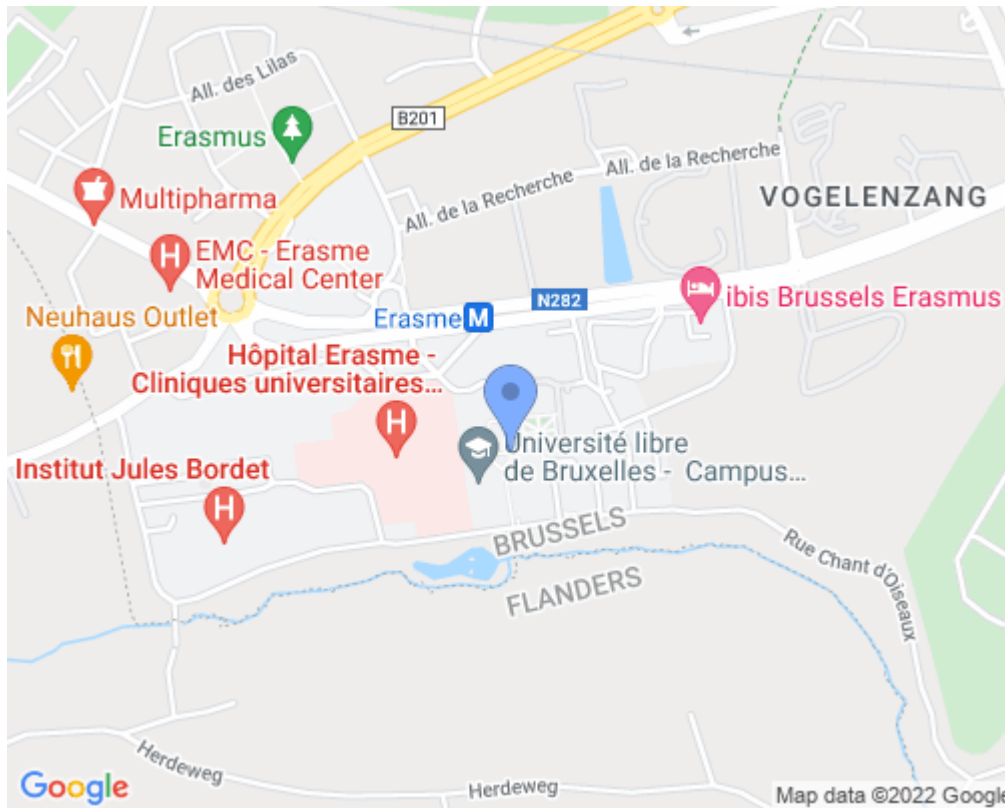 All. des Lilas
B201
Erasmus
All. de la Recherche
All. de la Recherche
Multipharma
VOGELENZANG
EMC - Erasme
Medical Center
N282
ibis Brussels Erasmus
Neuhaus Outlet
Erasme M
Hôpital Erasme -
Cliniques universitaires...
H
H
Université libre
de Bruxelles - Campus...
Institut Jules Bordet
H
BRUSSELS
Rue Chant d'Oiseaux
FLANDERS
Herdeweg
Herdeweg
Google
Map data ©2022 Google